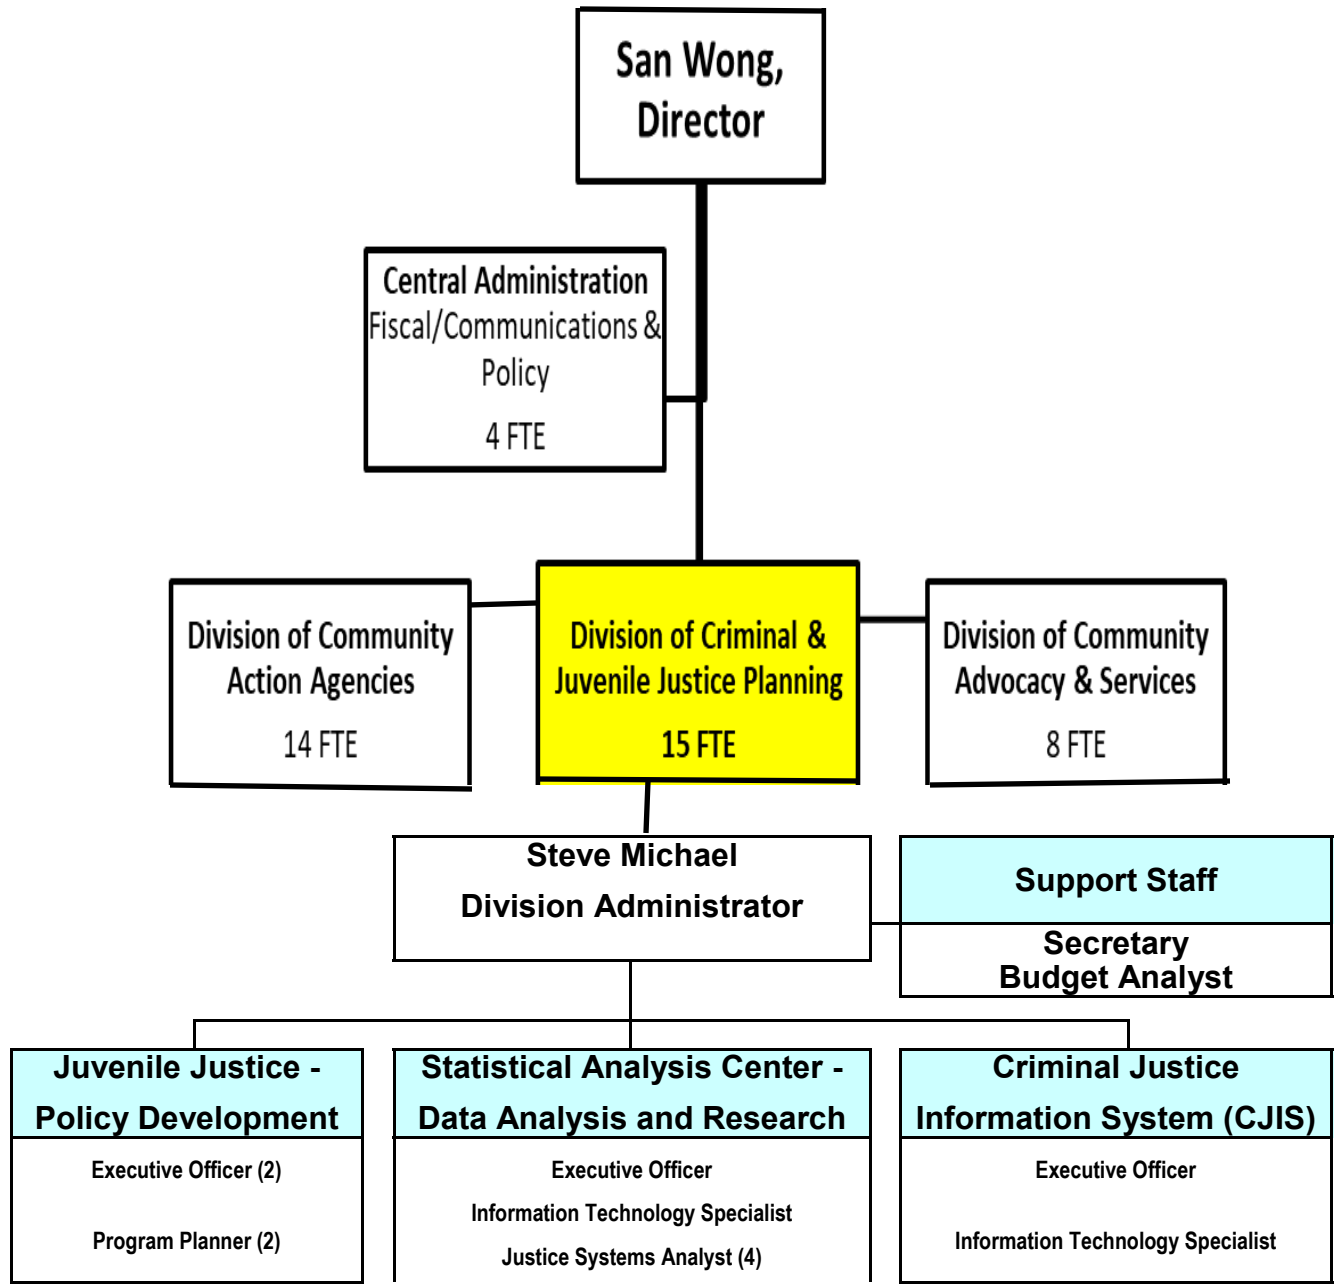 San Wong,
Director
Central Administration
Fiscal/Communications &
Policy
4 FTE
Division of Community
Action Agencies
14 FTE
Division of Criminal &
Juvenile Justice Planning
15 FTE
Division of Community
Advocacy & Services
8 FTE
Steve Michael
Division Administrator
Support Staff
Secretary
Budget Analyst
Juvenile Justice -
Policy Development
Executive Officer (2)
Program Planner (2)
Statistical Analysis Center -
Data Analysis and Research
Executive Officer
Information Technology Specialist
Justice Systems Analyst (4)
Criminal Justice
Information System (CJIS)
Executive Officer
Information Technology Specialist